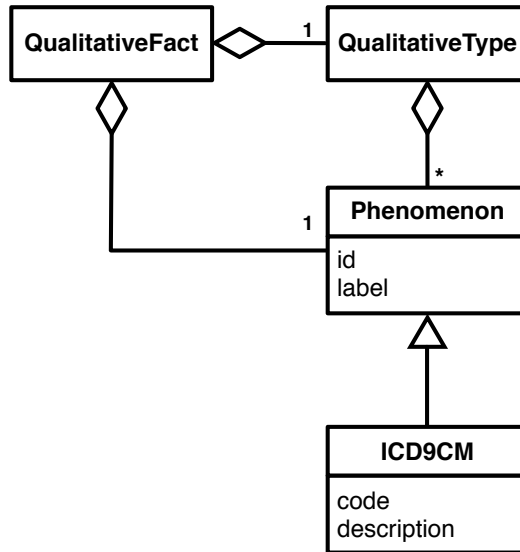 QualitativeFact
1
QualitativeType
*
1
Phenomenon
id
label
ICD9CM
code
description